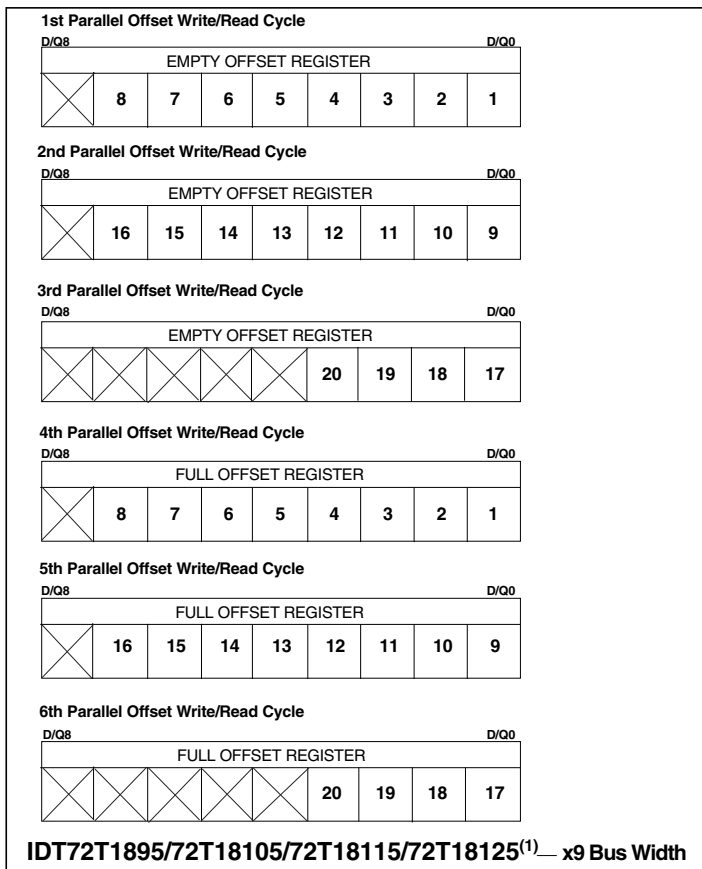 1st Parallel Offset Write/Read Cycle
D/Q8 D/Q0
EMPTY OFFSET REGISTER
8 7 6 5 4 3 2 1
2nd Parallel Offset Write/Read Cycle
D/Q8 D/Q0
EMPTY OFFSET REGISTER
16 15 14 13 12 11 10 9
3rd Parallel Offset Write/Read Cycle
D/Q8 D/Q0
EMPTY OFFSET REGISTER
20 19 18 17
4th Parallel Offset Write/Read Cycle
D/Q8 D/Q0
FULL OFFSET REGISTER
8 7 6 5 4 3 2 1
5th Parallel Offset Write/Read Cycle
D/Q8 D/Q0
FULL OFFSET REGISTER
16 15 14 13 12 11 10 9
6th Parallel Offset Write/Read Cycle
D/Q8 D/Q0
FULL OFFSET REGISTER
20 19 18 17
IDT72T1895/72T18105/72T18115/72T18125(1)— x9 Bus Width